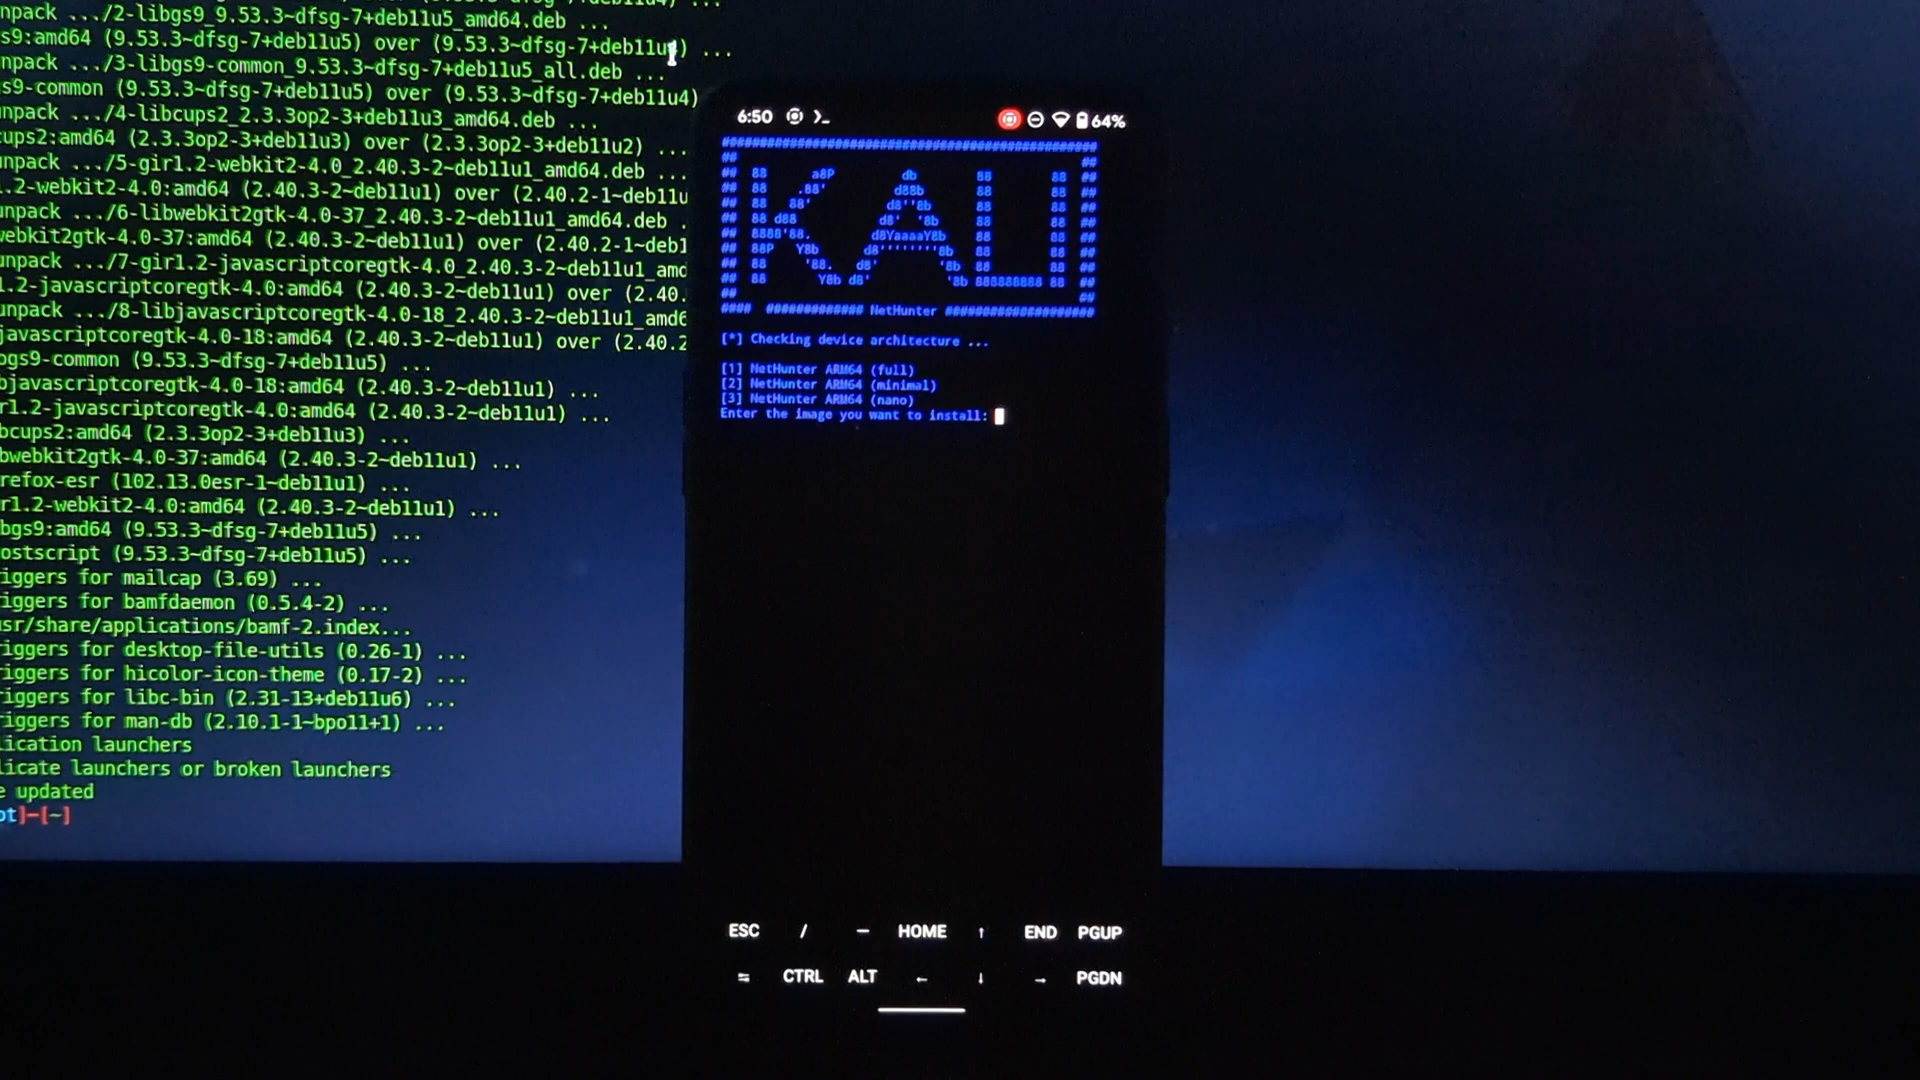 unpack .../2-libgs9_9.53.3~dfsg-7+deb11u5_amd64.deb ...
gs9:amd64 (9.53.3~dfsg-7+deb11u5) over (9.53.3~dfsg-7+deb11u4) ...
unpack .../3-libgs9-common_9.53.3~dfsg-7+deb11u5_all.deb ...
gs9-common (9.53.3~dfsg-7+deb11u5) over (9.53.3~dfsg-7+deb11u4)
unpack .../4-libcups2_2.3.3op2-3+deb11u3_amd64.deb ...
cups2:amd64 (2.3.3op2-3+deb11u3) over (2.3.3op2-3+deb11u2) ...
unpack .../5-gir1.2-webkit2-4.0_2.40.3-2~deb11u1_amd64.deb ...
1.2-webkit2-4.0:amd64 (2.40.3-2~deb11u1) over (2.40.2-1~deb11u
unpack .../6-libwebkit2gtk-4.0-37_2.40.3-2~deb11u1_amd64.deb .
webkit2gtk-4.0-37:amd64 (2.40.3-2~deb11u1) over (2.40.2-1~deb1
unpack .../7-gir1.2-javascriptcoregtk-4.0_2.40.3-2~deb11u1_amd
1.2-javascriptcoregtk-4.0:amd64 (2.40.3-2~deb11u1) over (2.40.
unpack .../8-libjavascriptcoregtk-4.0-18_2.40.3-2~deb11u1_amd6
javascriptcoregtk-4.0-18:amd64 (2.40.3-2~deb11u1) over (2.40.2
bgs9-common (9.53.3~dfsg-7+deb11u5) ...
bjavascriptcoregtk-4.0-18:amd64 (2.40.3-2~deb11u1) ...
r1.2-javascriptcoregtk-4.0:amd64 (2.40.3-2~deb11u1) ...
bcups2:amd64 (2.3.3op2-3+deb11u3) ...
bwebkit2gtk-4.0-37:amd64 (2.40.3-2~deb11u1) ...
refox-esr (102.13.0esr-1~deb11u1) ...
r1.2-webkit2-4.0:amd64 (2.40.3-2~deb11u1) ...
bgs9:amd64 (9.53.3~dfsg-7+deb11u5) ...
ostscript (9.53.3~dfsg-7+deb11u5) ...
iggers for mailcap (3.69) ...
iggers for bamfdaemon (0.5.4-2) ...
usr/share/applications/bamf-2.index...
iggers for desktop-file-utils (0.26-1) ...
iggers for hicolor-icon-theme (0.17-2) ...
iggers for libc-bin (2.31-13+deb11u6) ...
iggers for man-db (2.10.1-1~bpo11+1) ...
lication launchers
licate launchers or broken launchers
e updated
ot]-[~]
6:50 64%
KALI
#### ############# NetHunter ####################
[*] Checking device architecture ...
[1] NetHunter ARM64 (full)
[2] NetHunter ARM64 (minimal)
[3] NetHunter ARM64 (nano)
Enter the image you want to install:
ESC / — HOME ↑ END PGUP
⇆ CTRL ALT ← ↓ → PGDN